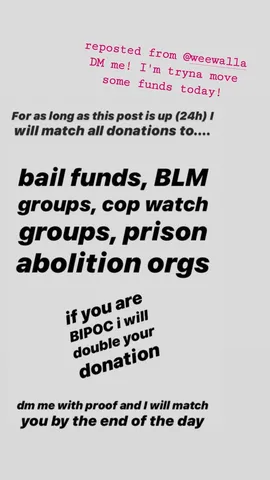 reposted from @weewalla
DM me! I'm tryna move
some funds today!
For as long as this post is up (24h) I
will match all donations to....
bail funds, BLM
groups, cop watch
groups, prison
abolition orgs
if you are
BIPOC i will
double your
donation
dm me with proof and I will match
you by the end of the day